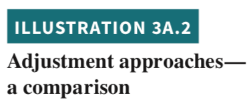 ILLUSTRATION 3A.2
Adjustment approaches—
a comparison